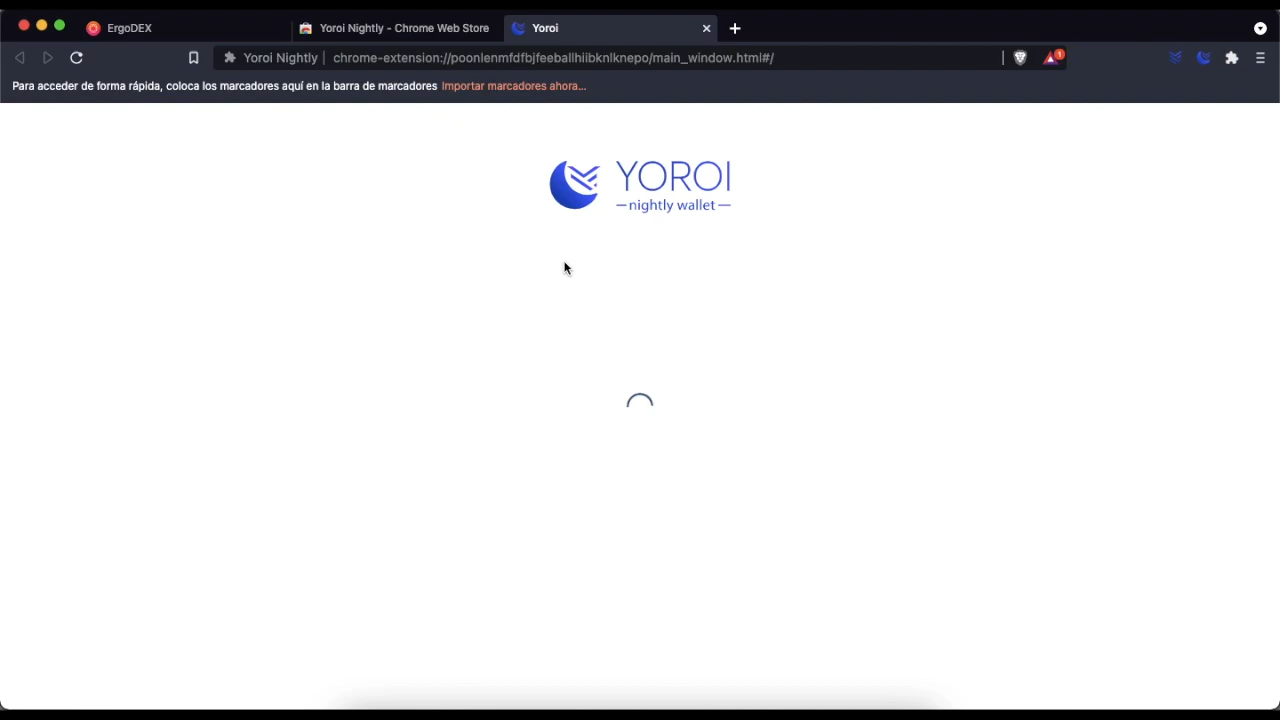 ErgoDEX
Yoroi Nightly - Chrome Web Store
Yoroi
Yoroi Nightly | chrome-extension://poonlenmfdfbjfeeballhiibknlknepo/main_window.html#/
1
Para acceder de forma rápida, coloca los marcadores aquí en la barra de marcadores Importar marcadores ahora...
YOROI
nightly wallet